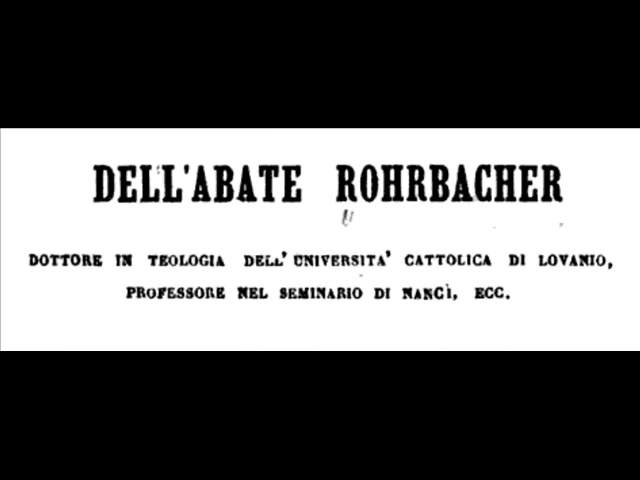 DELL'ABATE ROHRBACHER
DOTTORE IN TEOLOGIA DELL' UNIVERSITA' CATTOLICA DI LOVANIO,
PROFESSORE NEL SEMINARIO DI NANCÌ, ECC.